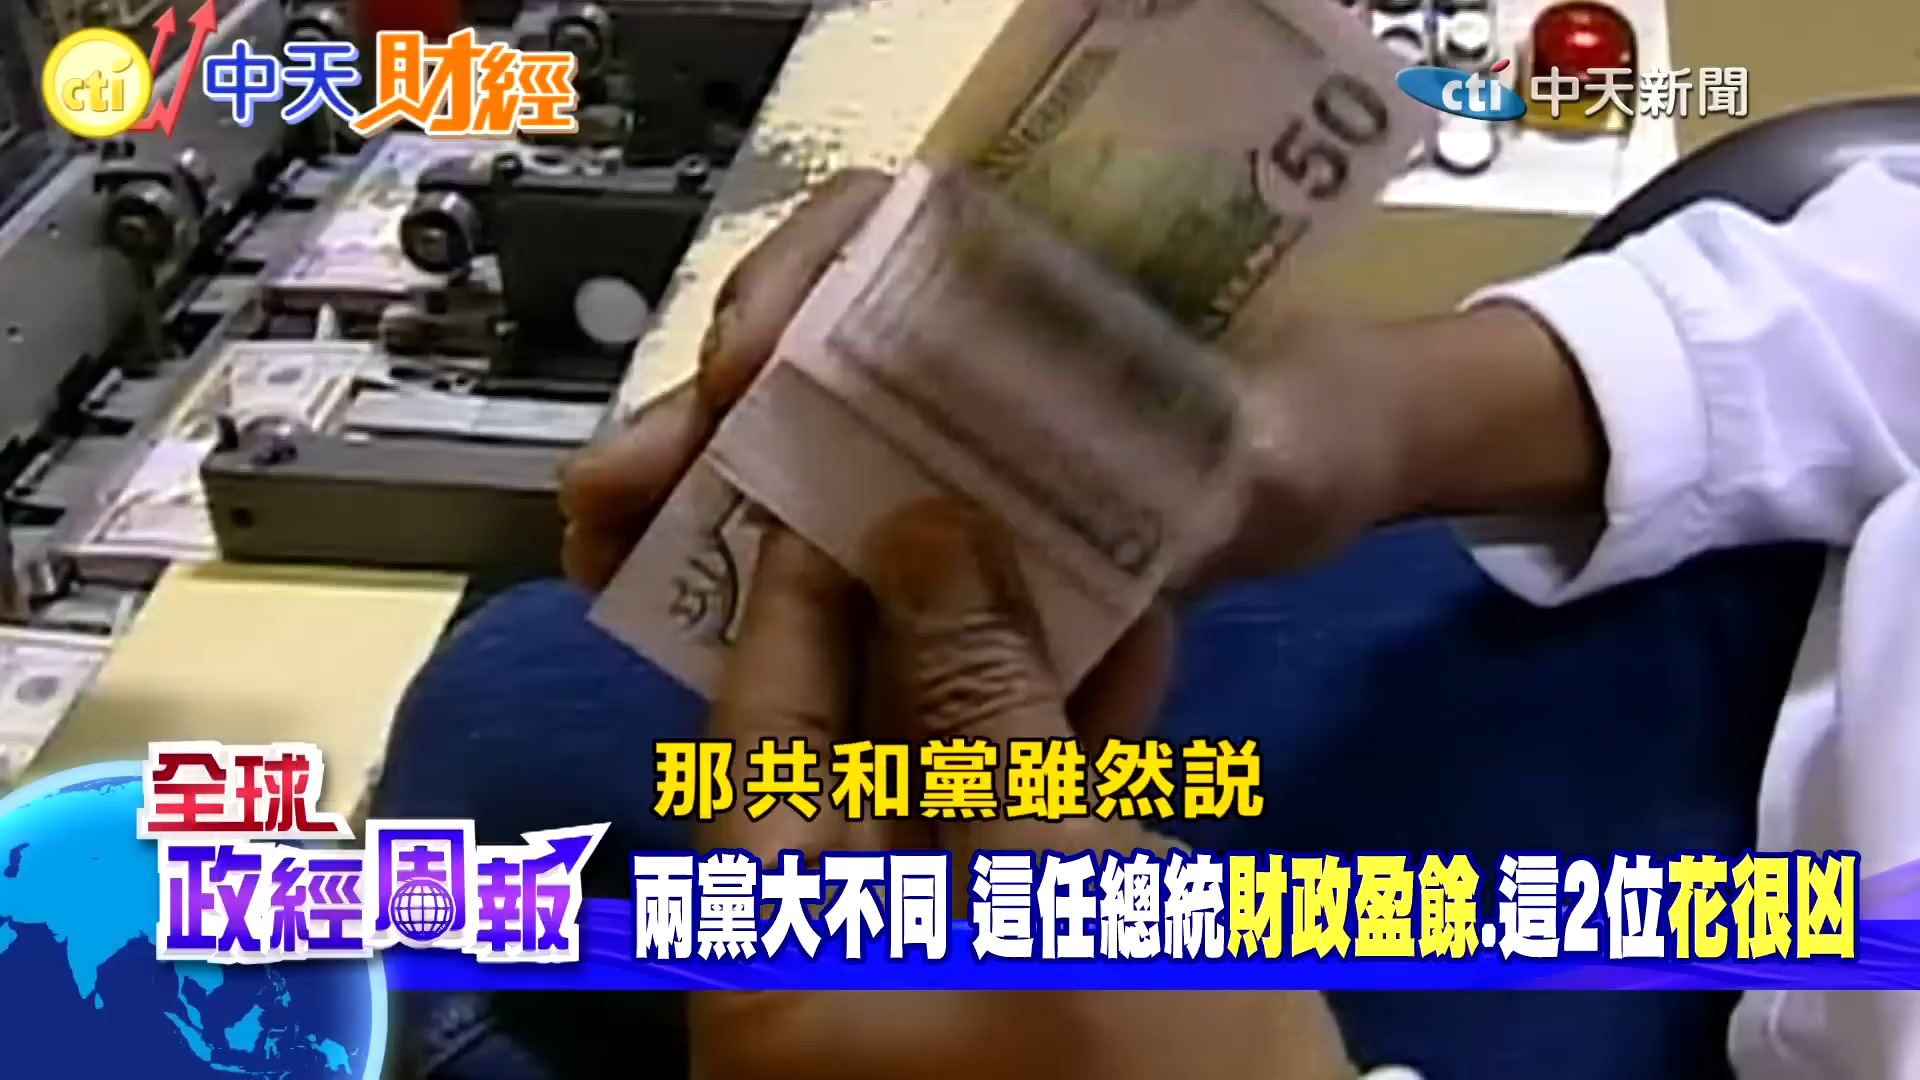 cti 中天財經
cti 中天新聞
50
那共和黨雖然説
全球
政經周報
兩黨大不同 這任總統財政盈餘.這2位花很凶